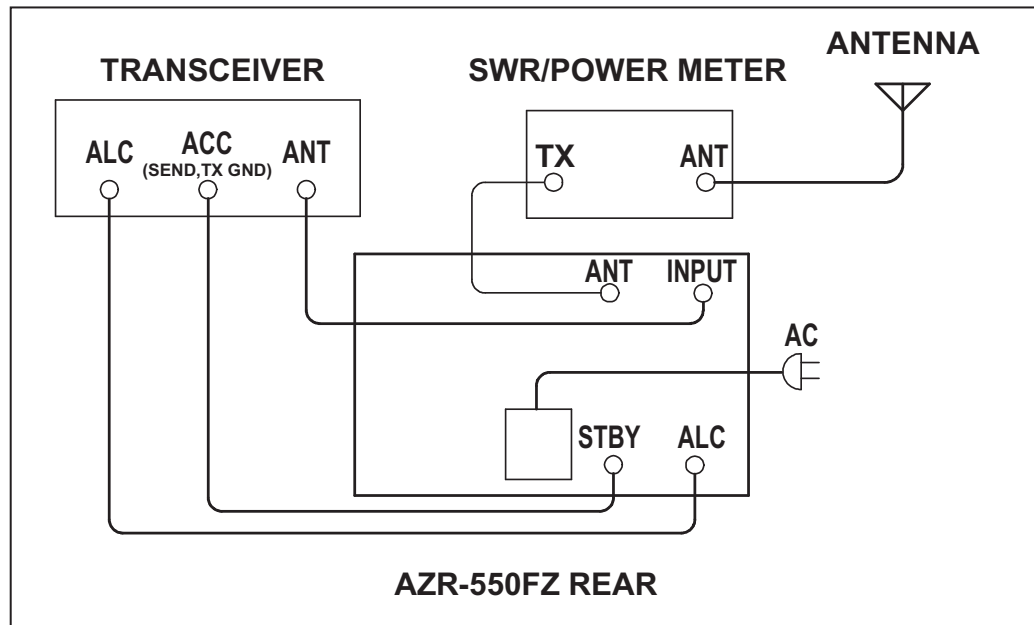 ANTENNA
TRANSCEIVER
SWR/POWER METER
ALC
ACC
(SEND,TX GND)
ANT
TX
ANT
ANT
INPUT
AC
STBY
ALC
AZR-550FZ REAR